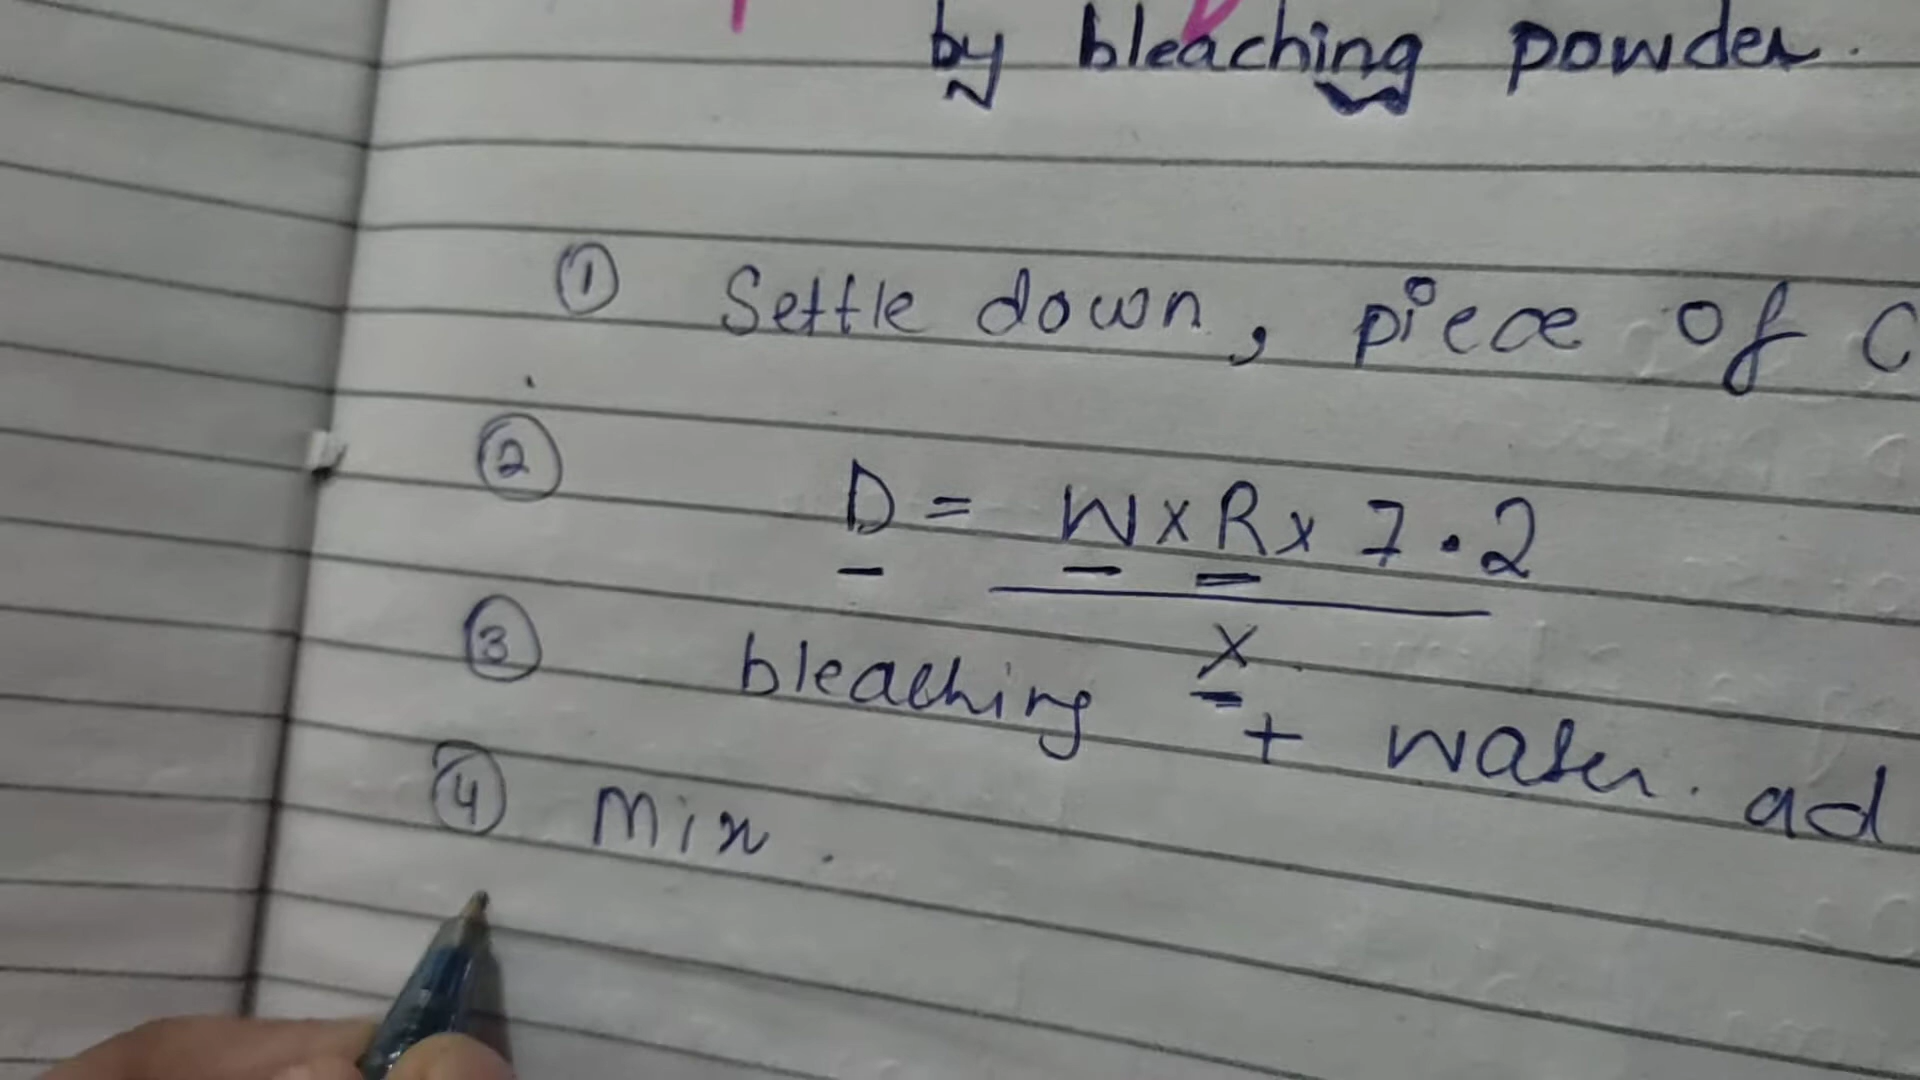 by bleaching powder.
① Settle down, piece of C
② D = W x R x 7.2
x
③ bleaching + water. ad
④ Mix.